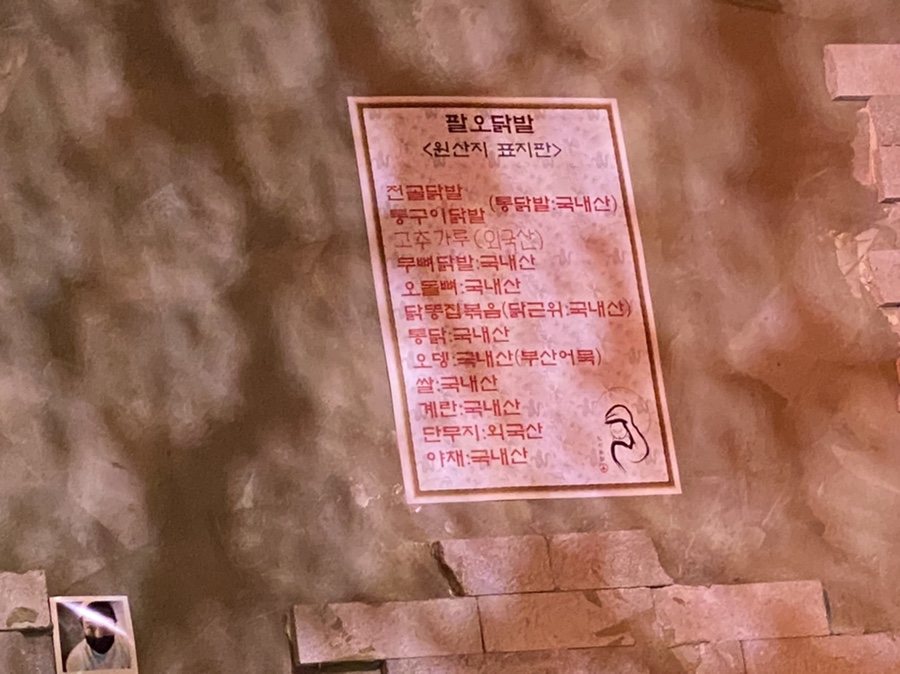 팔오닭발
<원산지 표지판>
전골닭발
(통닭발:국내산)
통구이닭발
고추가루(외국산)
무뼈닭발:국내산
오돌뼈:국내산
닭똥집볶음(닭근위:국내산)
통닭:국내산
오뎅:국내산(부산어묵)
쌀:국내산
계란:국내산
단무지:외국산
야채:국내산